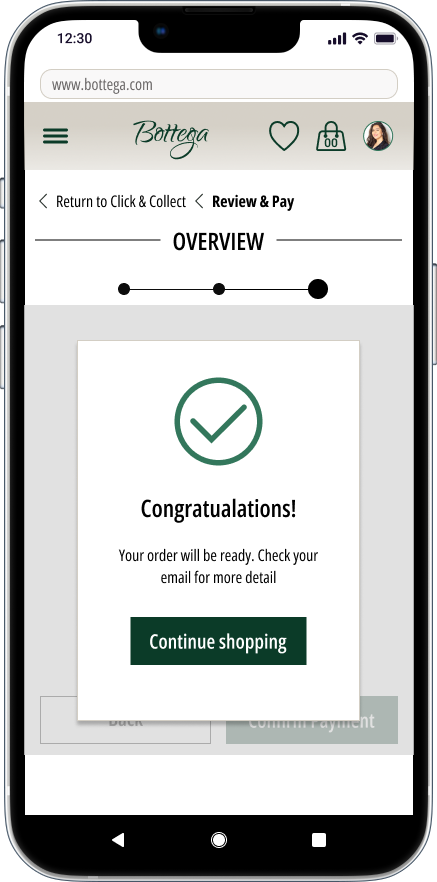 12:30
www.bottega.com
Bottega
00
Return to Click & Collect Review & Pay
OVERVIEW
Congratualations!
Your order will be ready. Check your
email for more detail
Continue shopping
Back Confirm Payment